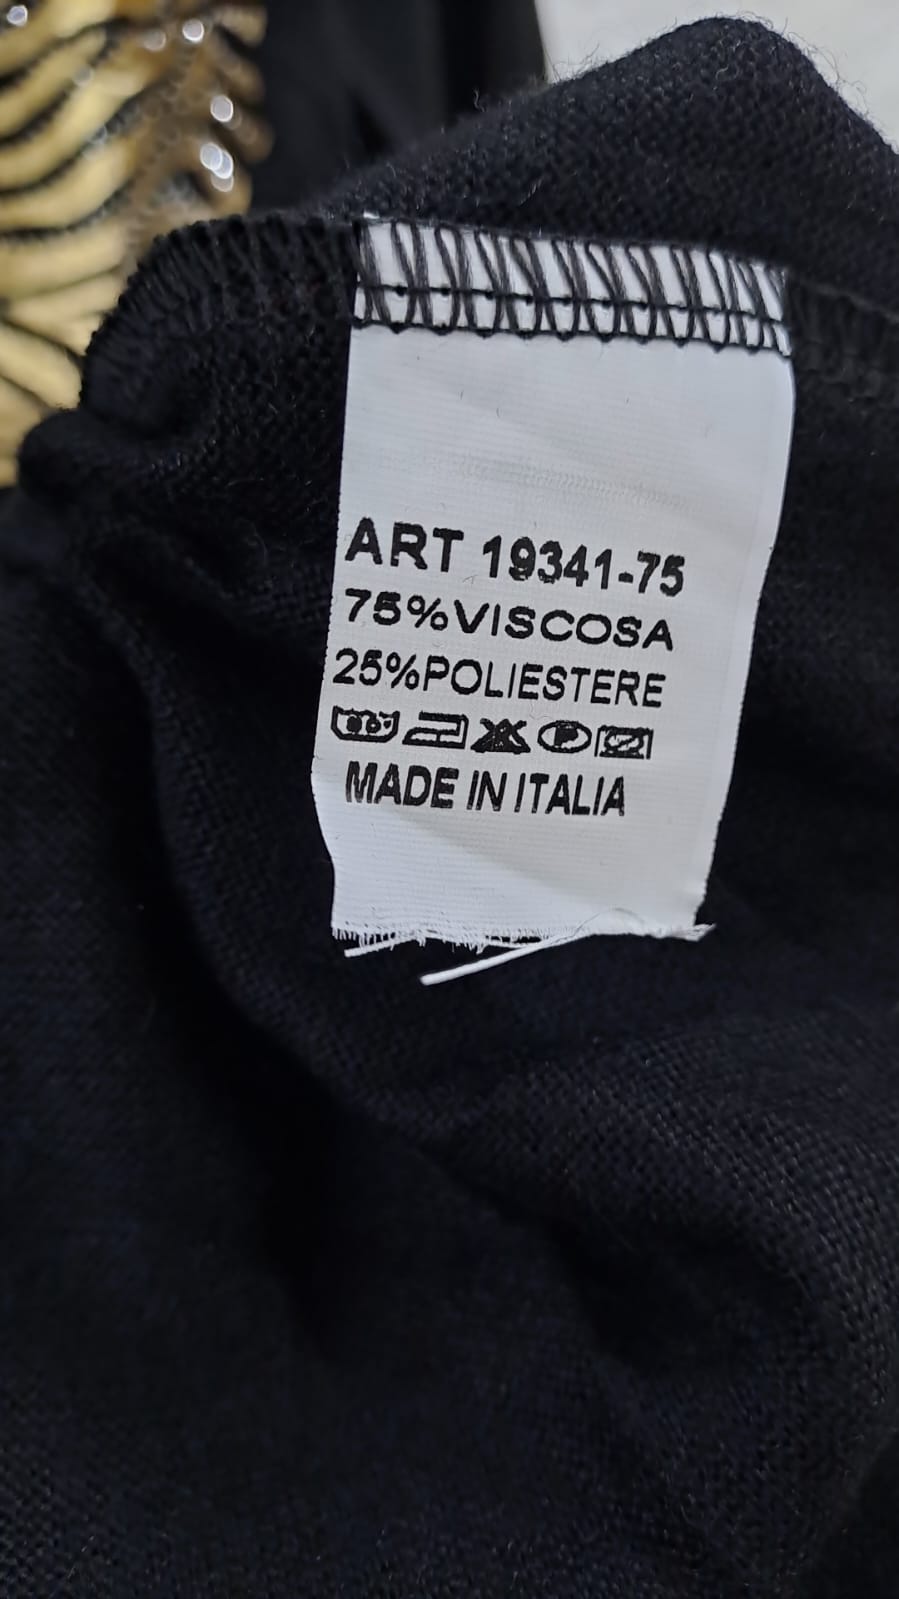 ART 19341-75
75%VISCOSA
25%POLIESTERE
MADE IN ITALIA